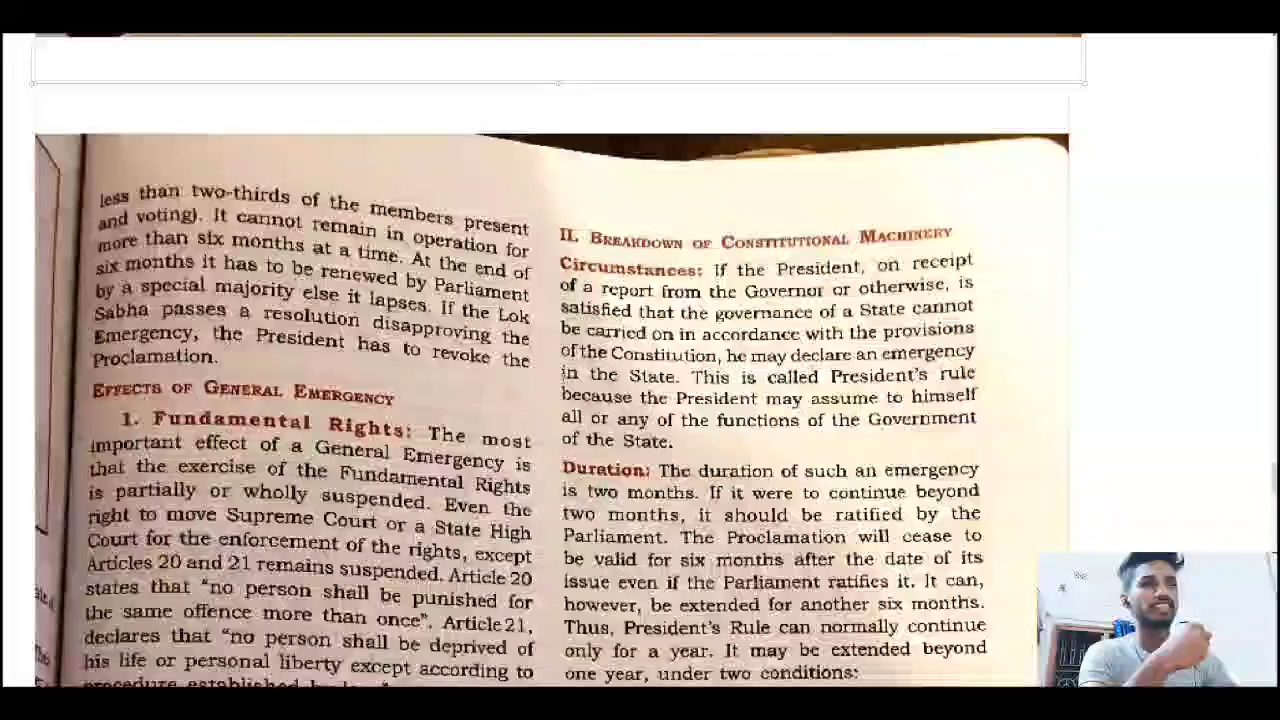 less than two-thirds of the members present
and voting). It cannot remain in operation for
more than six months at a time. At the end of
six months it has to be renewed by Parliament
by a special majority else it lapses. If the Lok
Sabha passes a resolution disapproving the
Emergency, the President has to revoke the
Proclamation.
EFFECTS OF GENERAL EMERGENCY
1. Fundamental Rights: The most
important effect of a General Emergency is
that the exercise of the Fundamental Rights
is partially or wholly suspended. Even the
right to move Supreme Court or a State High
Court for the enforcement of the rights, except
Articles 20 and 21 remains suspended. Article 20
states that “no person shall be punished for
the same offence more than once”. Article 21,
declares that “no person shall be deprived of
his life or personal liberty except according to
procedure established
II. BREAKDOWN OF CONSTITUTIONAL MACHINERY
Circumstances: If the President, on receipt
of a report from the Governor or otherwise, is
satisfied that the governance of a State cannot
be carried on in accordance with the provisions
of the Constitution, he may declare an emergency
in the State. This is called President’s rule
because the President may assume to himself
all or any of the functions of the Government
of the State.
Duration: The duration of such an emergency
is two months. If it were to continue beyond
two months, it should be ratified by the
Parliament. The Proclamation will cease to
be valid for six months after the date of its
issue even if the Parliament ratifies it. It can,
however, be extended for another six months.
Thus, President’s Rule can normally continue
only for a year. It may be extended beyond
one year, under two conditions: